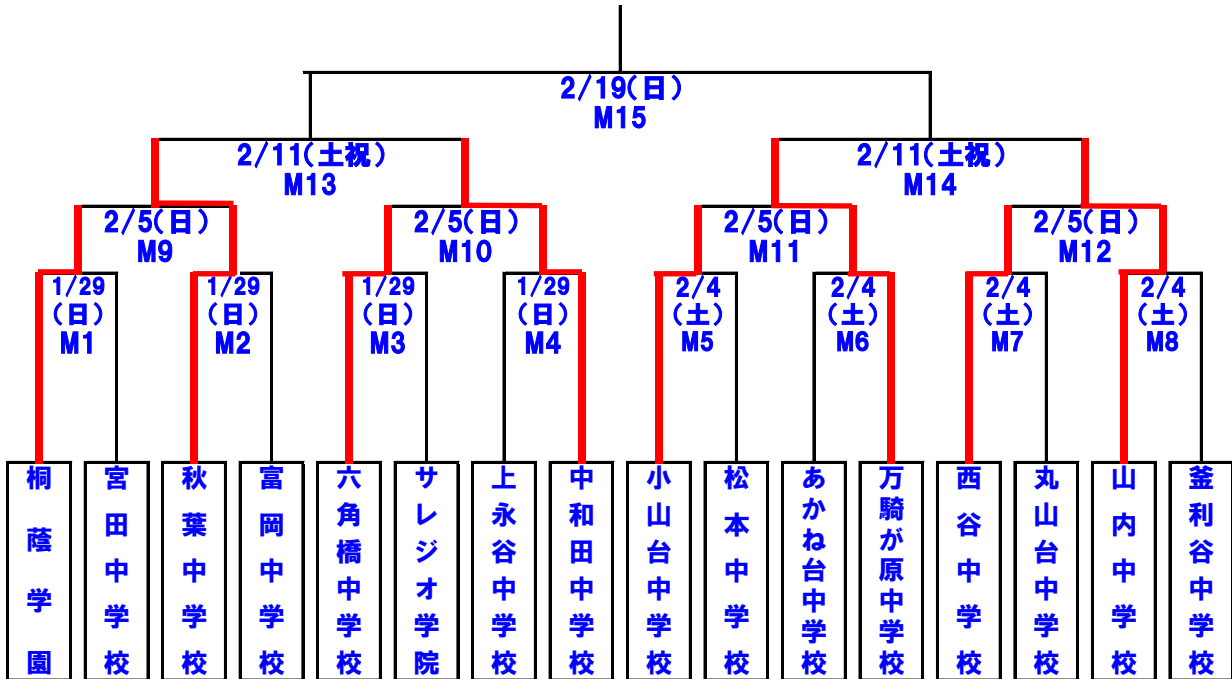 2/19(日)
M15
2/11(土祝)
M13
2/11(土祝)
M14
2/5(日)
M9
2/5(日)
M10
2/5(日)
M11
2/5(日)
M12
1/29
(日)
M1
1/29
(日)
M2
1/29
(日)
M3
1/29
(日)
M4
2/4
(土)
M5
2/4
(土)
M6
2/4
(土)
M7
2/4
(土)
M8
桐蔭学園
宮田中学校
秋葉中学校
富岡中学校
六角橋中学校
サレジオ学院
上永谷中学校
中和田中学校
小山台中学校
松本中学校
あかね台中学校
万騎が原中学校
西谷中学校
丸山台中学校
山内中学校
釜利谷中学校